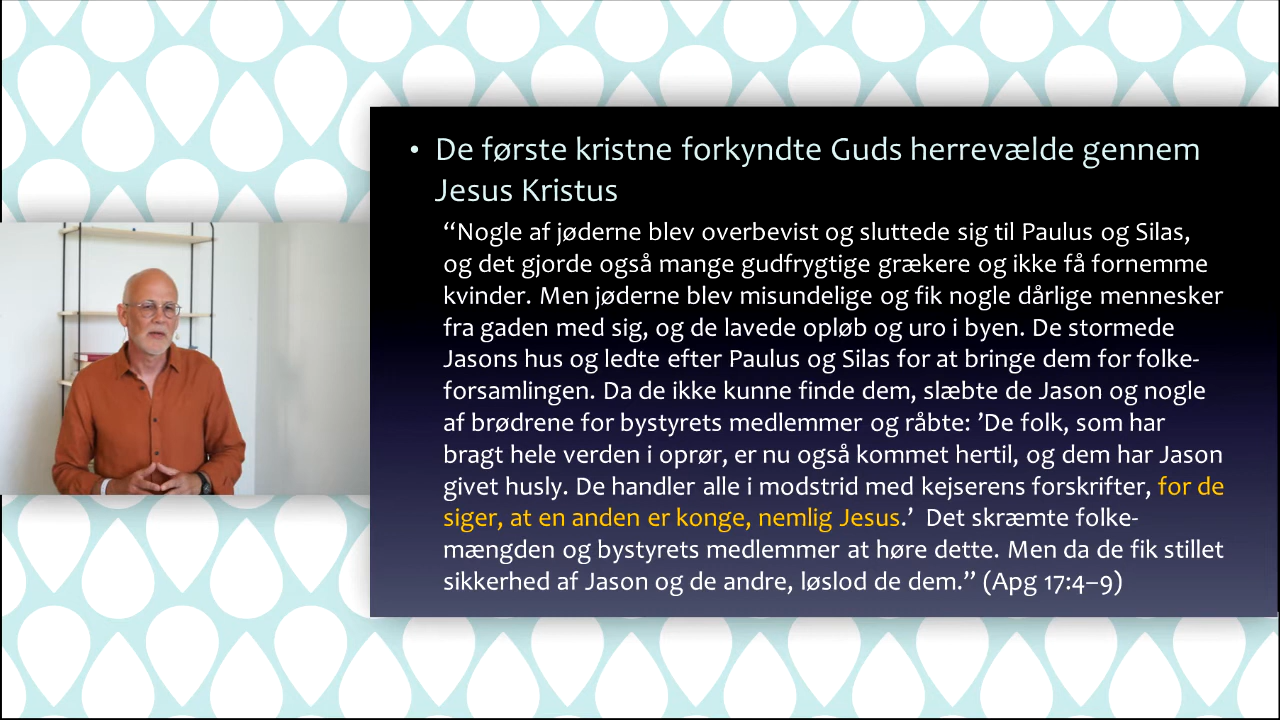 • De første kristne forkyndte Guds herrevælde gennem
Jesus Kristus
“Nogle af jøderne blev overbevist og sluttede sig til Paulus og Silas,
og det gjorde også mange gudfrygtige grækere og ikke få fornemme
kvinder. Men jøderne blev misundelige og fik nogle dårlige mennesker
fra gaden med sig, og de lavede opløb og uro i byen. De stormede
Jasons hus og ledte efter Paulus og Silas for at bringe dem for folke-
forsamlingen. Da de ikke kunne finde dem, slæbte de Jason og nogle
af brødrene for bystyrets medlemmer og råbte: ’De folk, som har
bragt hele verden i oprør, er nu også kommet hertil, og dem har Jason
givet husly. De handler alle i modstrid med kejserens forskrifter, for de
siger, at en anden er konge, nemlig Jesus.’ Det skræmte folke-
mængden og bystyrets medlemmer at høre dette. Men da de fik stillet
sikkerhed af Jason og de andre, løslod de dem.” (Apg 17:4–9)